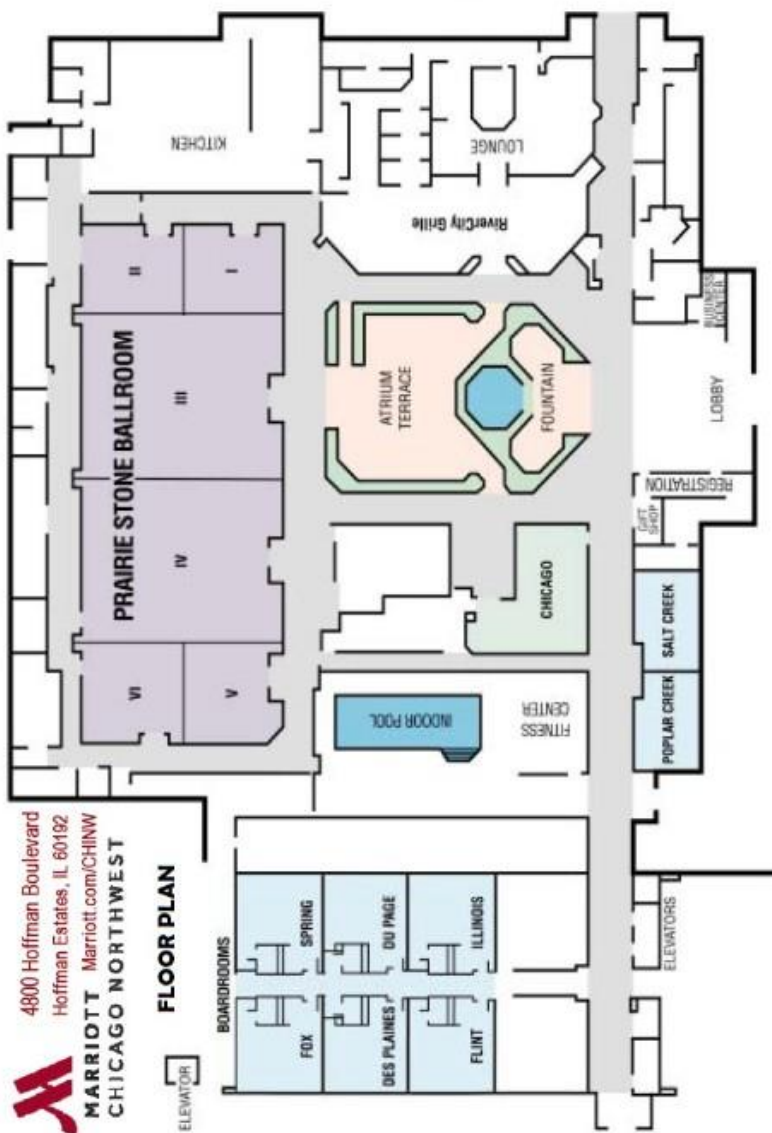 4800 Hoffman Boulevard
Hoffman Estates, IL 60192
MARRIOTT Marriott.com/CHINW
CHICAGO NORTHWEST
FLOOR PLAN
ELEVATOR
BOARDROOMS
FOX
SPRING
DES PLAINES
DU PAGE
FLINT
ILLINOIS
ELEVATORS
PRAIRIE STONE BALLROOM
VI
V
IV
III
II
I
KITCHEN
LOUNGE
RiverCity Grille
ATRIUM
TERRACE
FOUNTAIN
INDOOR POOL
FITNESS
CENTER
CHICAGO
POPLAR CREEK
SALT CREEK
GIFT
SHOP
REGISTRATION
LOBBY
BUSINESS
CENTER